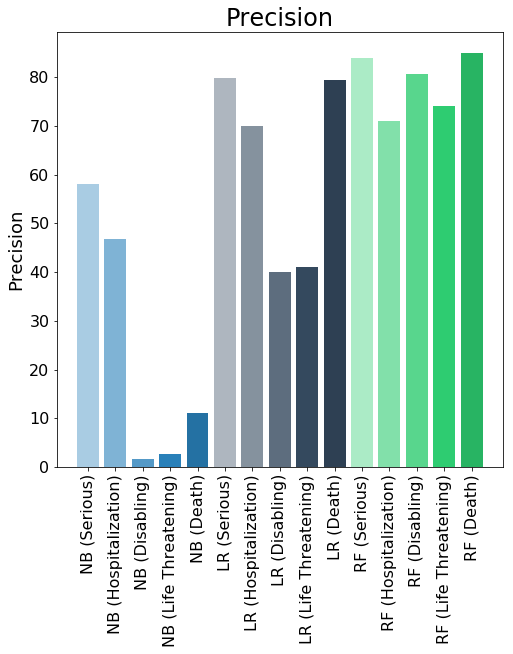 Precision
Precision
80
70
60
50
40
30
20
10
0
NB (Serious)
NB (Hospitalization)
NB (Disabling)
NB (Life Threatening)
NB (Death)
LR (Serious)
LR (Hospitalization)
LR (Disabling)
LR (Life Threatening)
LR (Death)
RF (Serious)
RF (Hospitalization)
RF (Disabling)
RF (Life Threatening)
RF (Death)